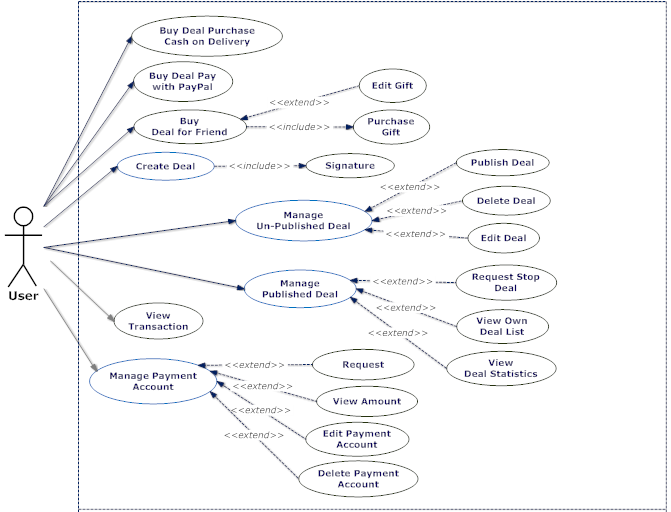 Buy Deal Purchase
Cash on Delivery
Buy Deal Pay
with PayPal
Edit Gift
<<extend>>
Buy
Deal for Friend
<<include>>
Purchase
Gift
Create Deal
<<include>>
Signature
Publish Deal
<<extend>>
Delete Deal
<<extend>>
Manage
Un-Published Deal
<<extend>>
Edit Deal
User
Manage
Published Deal
<<extend>>
Request Stop
Deal
<<extend>>
View Own
Deal List
<<extend>>
View
Deal Statistics
View
Transaction
Manage Payment
Account
<<extend>>
Request
<<extend>>
View Amount
<<extend>>
Edit Payment
Account
<<extend>>
Delete Payment
Account